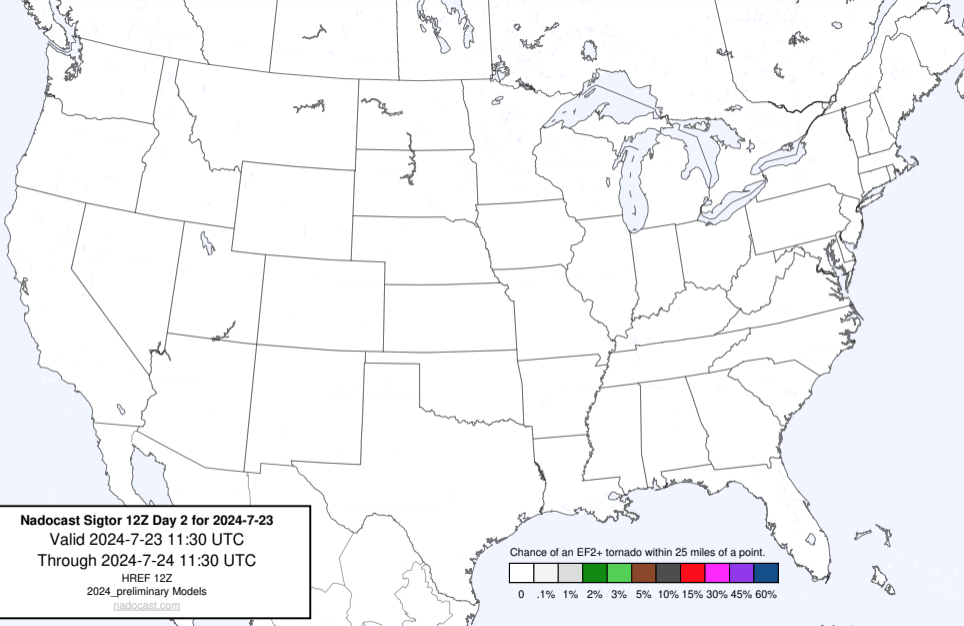 Nadocast Sigtor 12Z Day 2 for 2024-7-23
Valid 2024-7-23 11:30 UTC
Through 2024-7-24 11:30 UTC
HREF 12Z
2024_preliminary Models
nadocast.com
Chance of an EF2+ tornado within 25 miles of a point.
0 .1% 1% 2% 3% 5% 10% 15% 30% 45% 60%